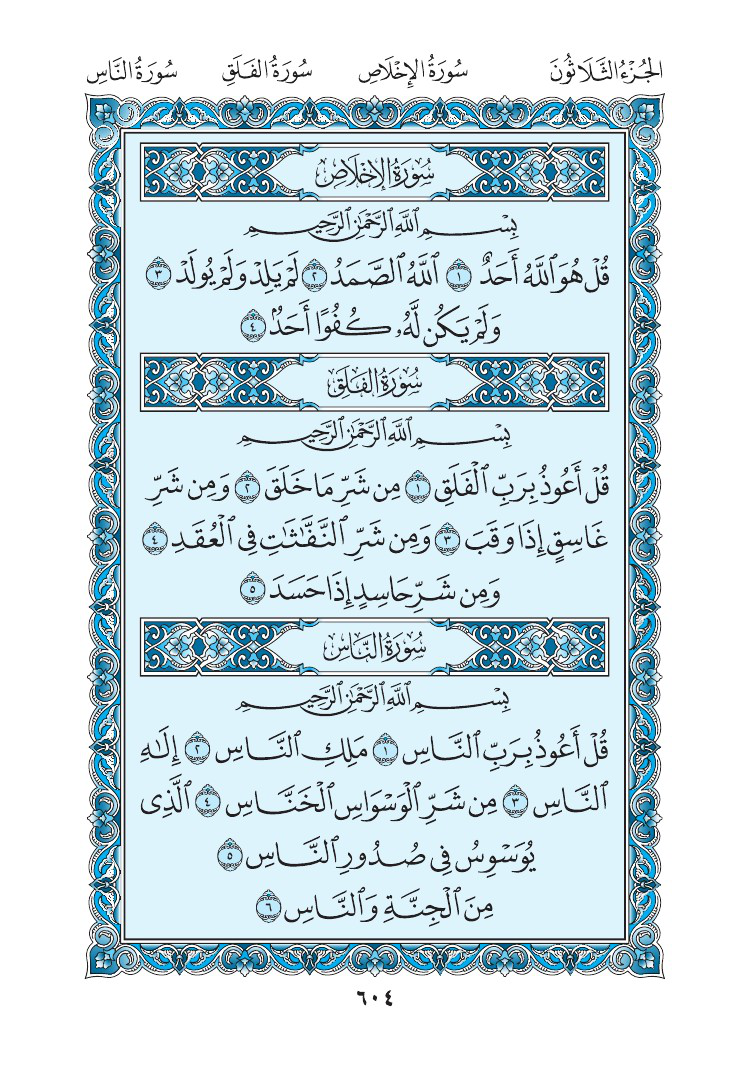 الجُزْءُ الثَّلَاثُونَ سُورَةُ الإِخْلَاصِ سُورَةُ الفَلَقِ سُورَةُ النَّاسِ
سُورَةُ الإِخْلَاصِ
بِسْمِ ٱللَّهِ ٱلرَّحْمَٰنِ ٱلرَّحِيمِ
قُلْ هُوَ ٱللَّهُ أَحَدٌ ١ ٱللَّهُ ٱلصَّمَدُ ٢ لَمْ يَلِدْ وَلَمْ يُولَدْ ٣
وَلَمْ يَكُن لَّهُۥ كُفُوًا أَحَدٌۢ ٤
سُورَةُ الفَلَقِ
بِسْمِ ٱللَّهِ ٱلرَّحْمَٰنِ ٱلرَّحِيمِ
قُلْ أَعُوذُ بِرَبِّ ٱلْفَلَقِ ١ مِن شَرِّ مَا خَلَقَ ٢ وَمِن شَرِّ
غَاسِقٍ إِذَا وَقَبَ ٣ وَمِن شَرِّ ٱلنَّفَّٰثَٰتِ فِى ٱلْعُقَدِ ٤
وَمِن شَرِّ حَاسِدٍ إِذَا حَسَدَ ٥
سُورَةُ النَّاسِ
بِسْمِ ٱللَّهِ ٱلرَّحْمَٰنِ ٱلرَّحِيمِ
قُلْ أَعُوذُ بِرَبِّ ٱلنَّاسِ ١ مَلِكِ ٱلنَّاسِ ٢ إِلَٰهِ
ٱلنَّاسِ ٣ مِن شَرِّ ٱلْوَسْوَاسِ ٱلْخَنَّاسِ ٤ ٱلَّذِى
يُوَسْوِسُ فِى صُدُورِ ٱلنَّاسِ ٥
مِنَ ٱلْجِنَّةِ وَٱلنَّاسِ ٦
٦٠٤